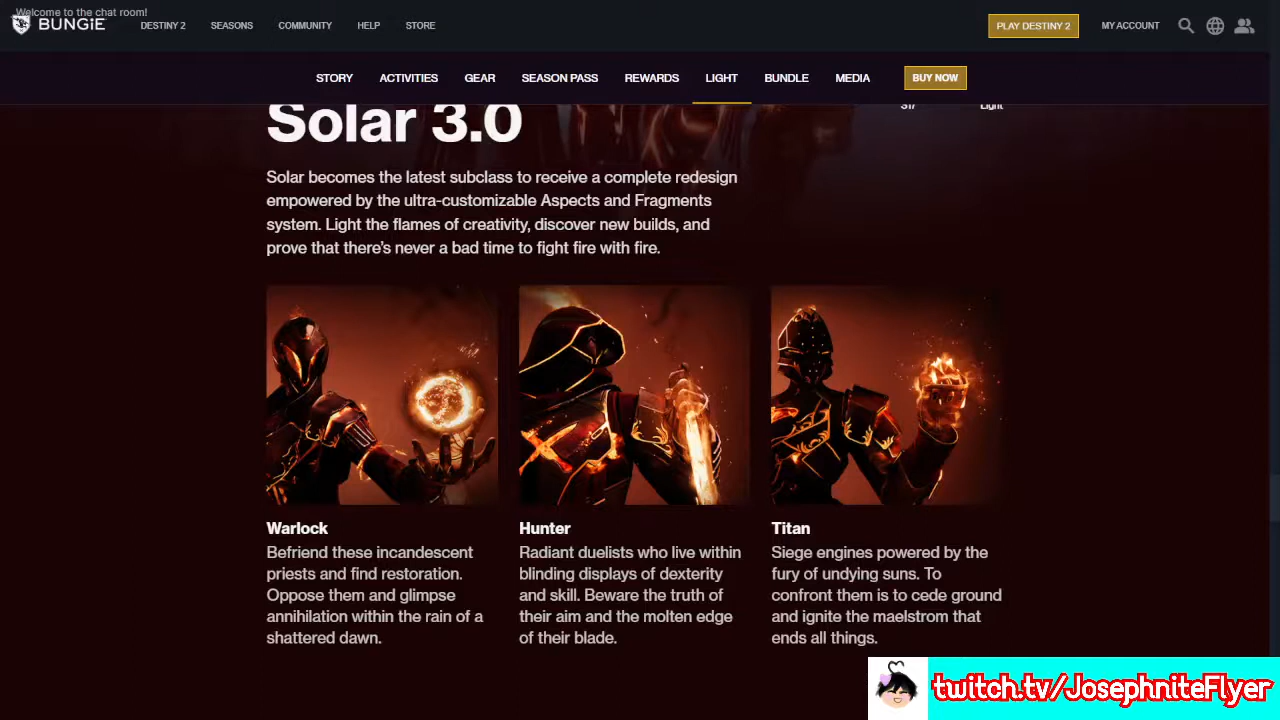 Welcome to the chat room!
BUNGiE
DESTINY 2 SEASONS COMMUNITY HELP STORE
PLAY DESTINY 2 MY ACCOUNT
STORY ACTIVITIES GEAR SEASON PASS REWARDS LIGHT BUNDLE MEDIA BUY NOW
S17 Light
Solar 3.0
Solar becomes the latest subclass to receive a complete redesign
empowered by the ultra-customizable Aspects and Fragments
system. Light the flames of creativity, discover new builds, and
prove that there's never a bad time to fight fire with fire.
Warlock
Befriend these incandescent
priests and find restoration.
Oppose them and glimpse
annihilation within the rain of a
shattered dawn.
Hunter
Radiant duelists who live within
blinding displays of dexterity
and skill. Beware the truth of
their aim and the molten edge
of their blade.
Titan
Siege engines powered by the
fury of undying suns. To
confront them is to cede ground
and ignite the maelstrom that
ends all things.
twitch.tv/JosephniteFlyer